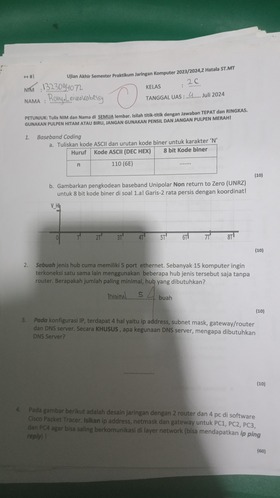 Ujian Akhir Semester Praktikum Jaringan Komputer 2023/2024,2 Halafa ST.MT
NIM : KELAS : 2C
NAMA : TANGGAL UAS : Juli 2024
PETUNJUK: Tulis NIM dan Nama di SEMUA lembar. Isilah titik-titik dengan Jawaban TEPAT dan RINGKAS.
GUNAKAN PULPEN HITAM ATAU BIRU, JANGAN GUNAKAN PENSIL DAN JANGAN PULPEN MERAH!
1. Baseband Coding
a. Tuliskan kode ASCII dan urutan kode biner untuk karakter 'N'
Huruf Kode ASCII (DEC HEX) 8 bit Kode biner
n 110 (6E) ......
(10)
b. Gambarkan pengkodean baseband Unipolar Non return to Zero (UNRZ)
untuk 8 bit kode biner di soal 1.a! Garis-2 rata persis dengan koordinat!
0 T 2T 3T 4T 5T 6T 7T 8T
(10)
2. Sebuah jenis hub cuma memiliki 5 port ethernet. Sebanyak 15 komputer ingin
terkoneksi satu sama lain menggunakan beberapa hub jenis tersebut saja tanpa
router. Berapakah jumlah paling minimal hub yang dibutuhkan?
5 buah
(10)
3. Pada konfigurasi IP, terdapat 4 hal yaitu ip address, subnet mask, gateway/router
dan DNS server. Secara KHUSUS, apa kegunaan DNS server, mengapa dibutuhkan
DNS Server?
(10)
4. Pada gambar berikut adalah desain jaringan dengan 2 router dan 4 pc di software
Cisco Packet Tracer. Isikan ip address, netmask dan gateway untuk PC1, PC2, PC3,
dan PC4 agar bisa saling berkomunikasi di layer network (bisa mendapatkan ip ping
reply) !